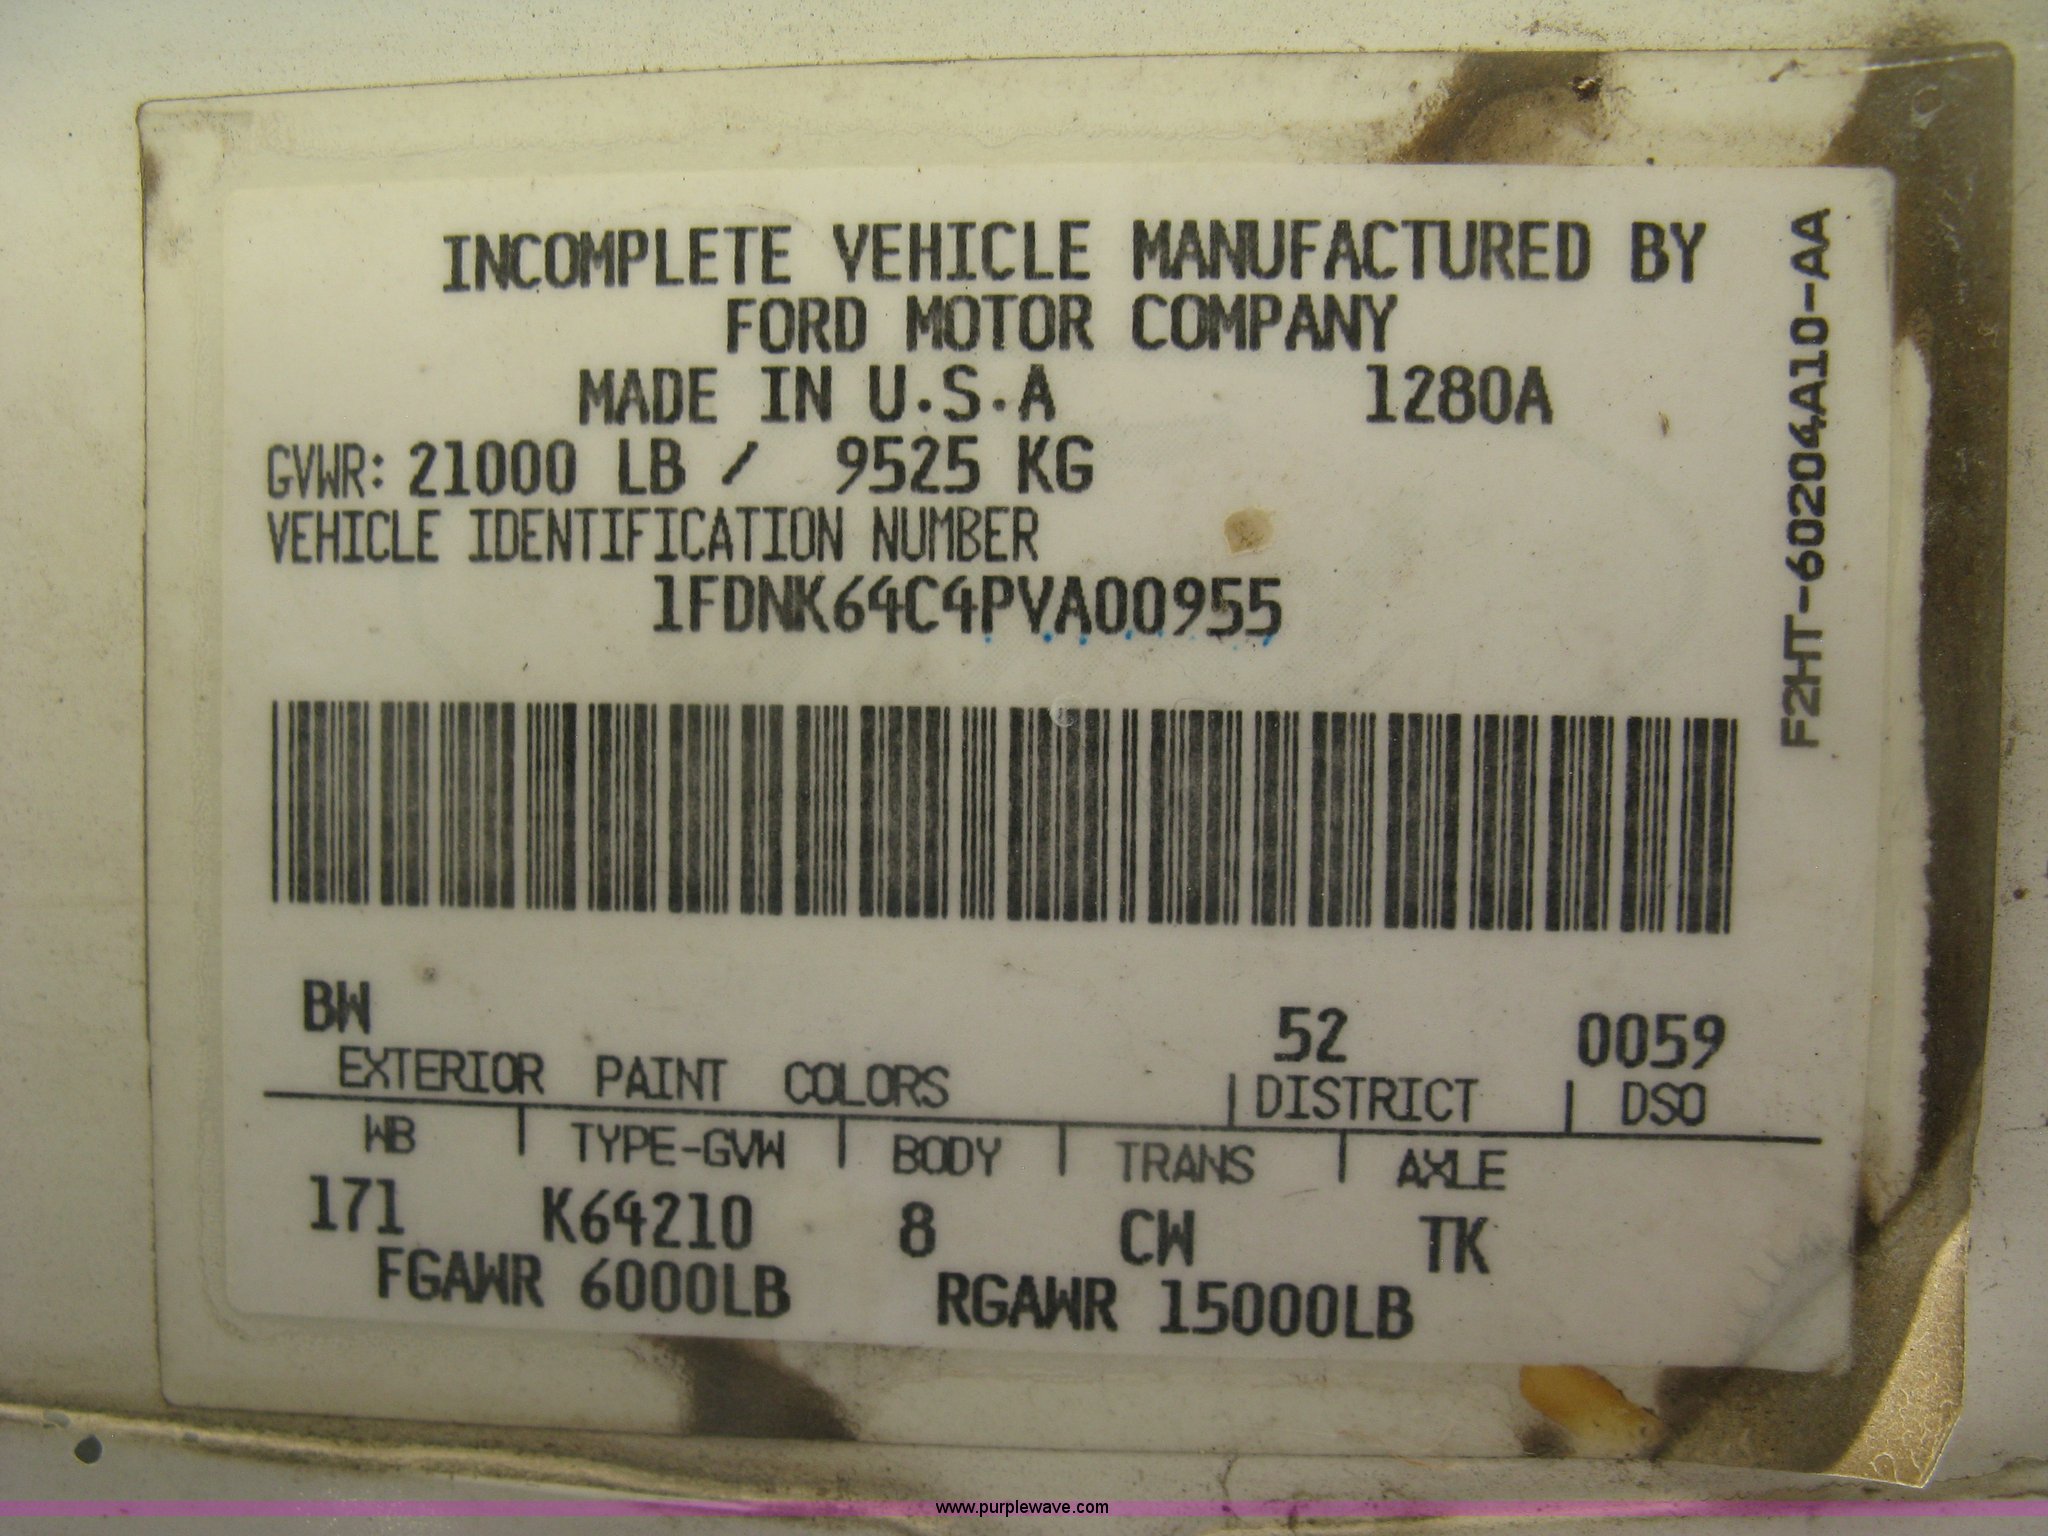 INCOMPLETE VEHICLE MANUFACTURED BY
FORD MOTOR COMPANY
MADE IN U.S.A 1280A
GVWR: 21000 LB / 9525 KG
VEHICLE IDENTIFICATION NUMBER
1FDNK64C4PVA00955
F2HT-60204A10-AA
BW 52 0059
EXTERIOR PAINT COLORS | DISTRICT | DSO
WB | TYPE-GVW | BODY | TRANS | AXLE
171 K64210 8 CW TK
FGAWR 6000LB RGAWR 15000LB
www.purplewave.com